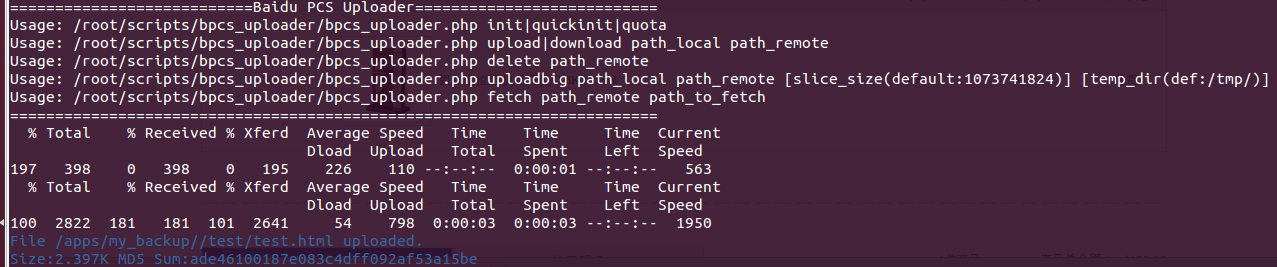 ===========================Baidu PCS Uploader===========================
Usage: /root/scripts/bpcs_uploader/bpcs_uploader.php init|quickinit|quota
Usage: /root/scripts/bpcs_uploader/bpcs_uploader.php upload|download path_local path_remote
Usage: /root/scripts/bpcs_uploader/bpcs_uploader.php delete path_remote
Usage: /root/scripts/bpcs_uploader/bpcs_uploader.php uploadbig path_local path_remote [slice_size(default:1073741824)] [temp_dir(def:/tmp/)]
Usage: /root/scripts/bpcs_uploader/bpcs_uploader.php fetch path_remote path_to_fetch
========================================================================
  % Total    % Received % Xferd  Average Speed   Time    Time     Time  Current
                                 Dload  Upload   Total   Spent    Left  Speed
197   398    0   398    0   195    226    110 --:--:--  0:00:01 --:--:--   563
  % Total    % Received % Xferd  Average Speed   Time    Time     Time  Current
                                 Dload  Upload   Total   Spent    Left  Speed
100  2822  181   181  101  2641     54    798  0:00:03  0:00:03 --:--:--  1950
File /apps/my_backup//test/test.html uploaded.
Size:2.397K MD5 Sum:ade46100187e083c4dff092af53a15be